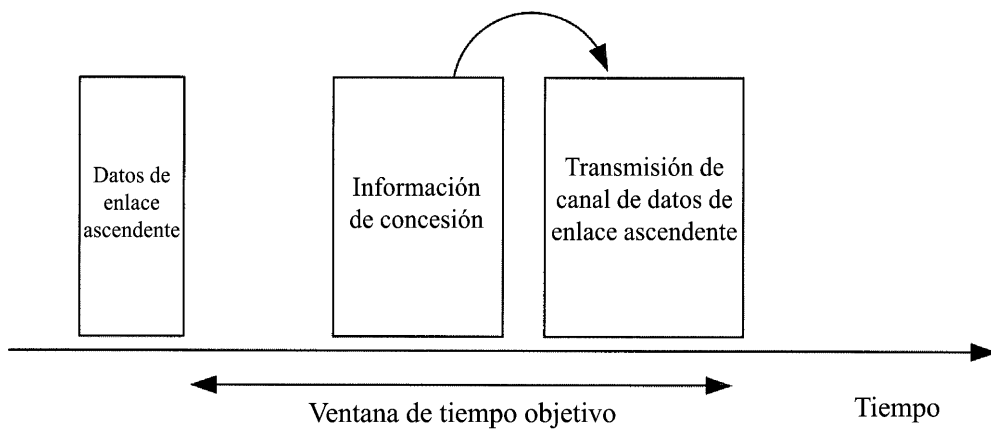 Datos de
enlace
ascendente
Información
de concesión
Transmisión de
canal de datos de
enlace ascendente
Ventana de tiempo objetivo
Tiempo